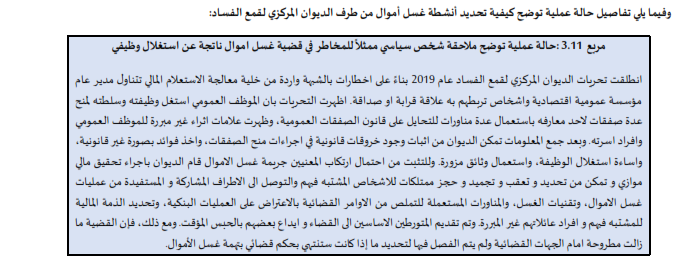 وفيما يلي تفاصيل حالة عملية توضح كيفية تحديد أنشطة غسل أموال من طرف الديوان المركزي لقمع الفساد:
مربع 3.11 :حالة عملية توضح ملاحقة شخص سياسي ممثلاً للمخاطر في قضية غسل اموال ناتجة عن استغلال وظيفي
انطلقت تحريات الديوان المركزي لقمع الفساد عام 2019 بناءً على اخطارات بالشبهة واردة من خلية معالجة الاستعلام المالي تتناول مدير عام
مؤسسة عمومية اقتصادية واشخاص تربطهم به علاقة قرابة او صداقة. اظهرت التحريات بان الموظف العمومي استغل وظيفته وسلطته لمنح
عدة صفقات لاحد معارفه باستعمال عدة مناورات للتحايل على قانون الصفقات العمومية، وظهرت علامات اثراء غير مبررة للموظف العمومي
وافراد اسرته. وبعد جمع المعلومات تمكن الديوان من اثبات وجود خروقات قانونية في اجراءات منح الصفقات، واخذ فوائد بصورة غير قانونية،
واساءة استغلال الوظيفة، واستعمال وثائق مزورة. وللتثبت من احتمال ارتكاب المعنيين جريمة غسل الاموال قام الديوان باجراء تحقيق مالي
موازي و تمكن من تحديد و تعقب و تجميد و حجز ممتلكات للاشخاص المشتبه فيهم والتوصل الى الاطراف المشاركة و المستفيدة من عمليات
غسل الاموال، وتقنيات الغسل، والمناورات المستعملة للتملص من الاوامر القضائية بالاعتراض على العمليات البنكية، وتحديد الذمة المالية
للمشتبه فيهم و افراد عائلاتهم غير المبررة. وتم تقديم المتورطين الاساسين الى القضاء و ايداع بعضهم بالحبس المؤقت. ومع ذلك، فإن القضية ما
زالت مطروحة امام الجهات القضائية ولم يتم الفصل فيها لتحديد ما إذا كانت ستنتهي بحكم قضائي بتهمة غسل الأموال.